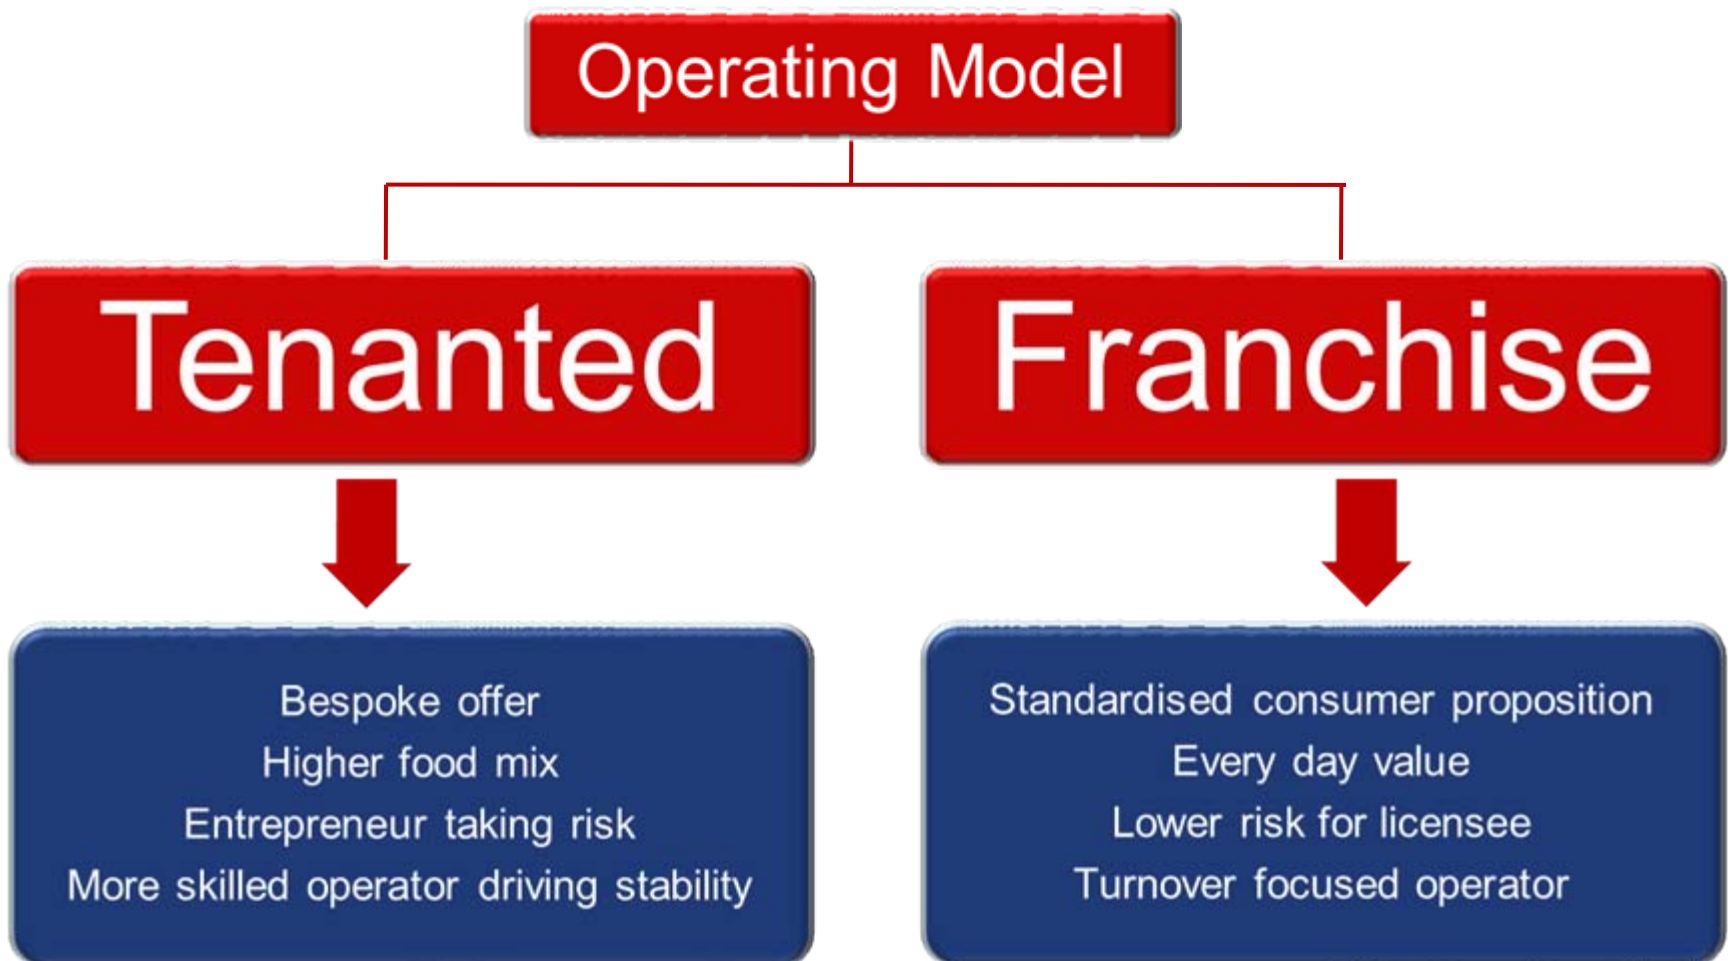 Operating Model
Tenanted
Franchise
Bespoke offer
Higher food mix
Entrepreneur taking risk
More skilled operator driving stability
Standardised consumer proposition
Every day value
Lower risk for licensee
Turnover focused operator